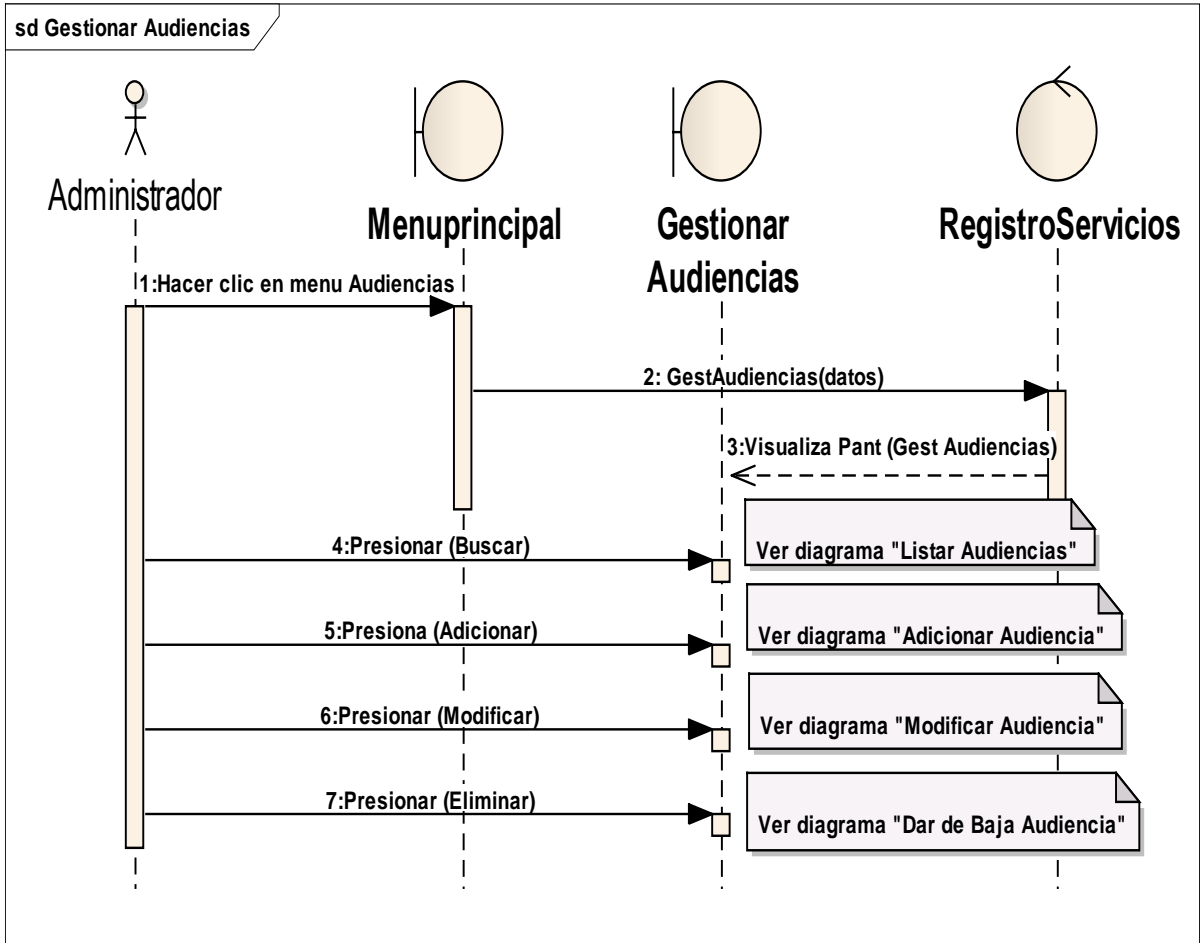 sd Gestionar Audiencias
Administrador
Menuprincipal
Gestionar
Audiencias
RegistroServicios
1:Hacer clic en menu Audiencias
2: GestAudiencias(datos)
3:Visualiza Pant (Gest Audiencias)
4:Presionar (Buscar)
Ver diagrama "Listar Audiencias"
5:Presiona (Adicionar)
Ver diagrama "Adicionar Audiencia"
6:Presionar (Modificar)
Ver diagrama "Modificar Audiencia"
7:Presionar (Eliminar)
Ver diagrama "Dar de Baja Audiencia"